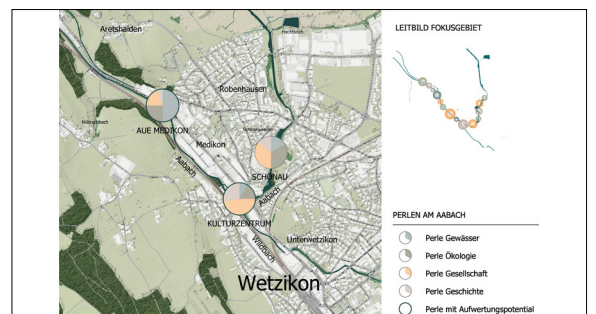 Aretshalden
Hechtloch
Robenhausen
AUE MEDIKON
Medikon
SCHÖNAU
Aabach
Aabach
KULTURZENTRUM
Wildbach
Unterwetzikon
Wetzikon
LEITBILD FOKUSGEBIET
PERLEN AM AABACH
Perle Gewässer
Perle Ökologie
Perle Gesellschaft
Perle Geschichte
Perle mit Aufwertungspotential